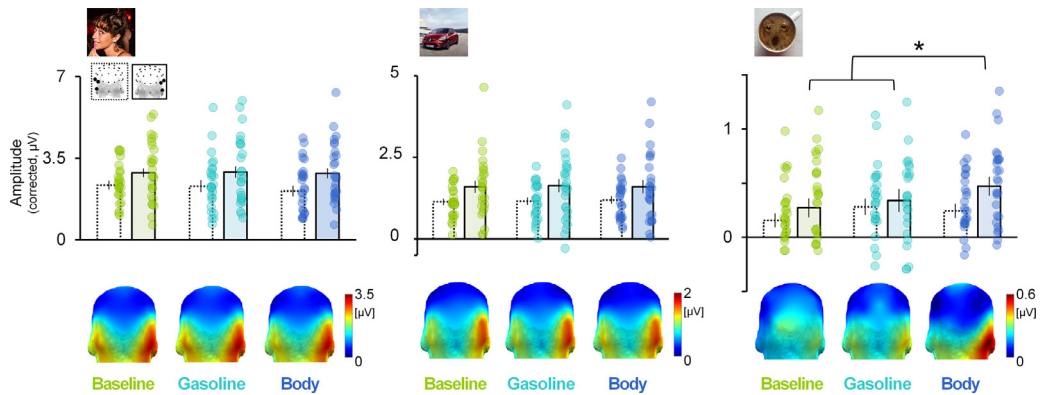 7
3.5
0
Amplitude
(corrected, µV)
5
2.5
0
*
1
0
3.5
[µV]
0
2
[µV]
0
0.6
[µV]
0
Baseline Gasoline Body
Baseline Gasoline Body
Baseline Gasoline Body